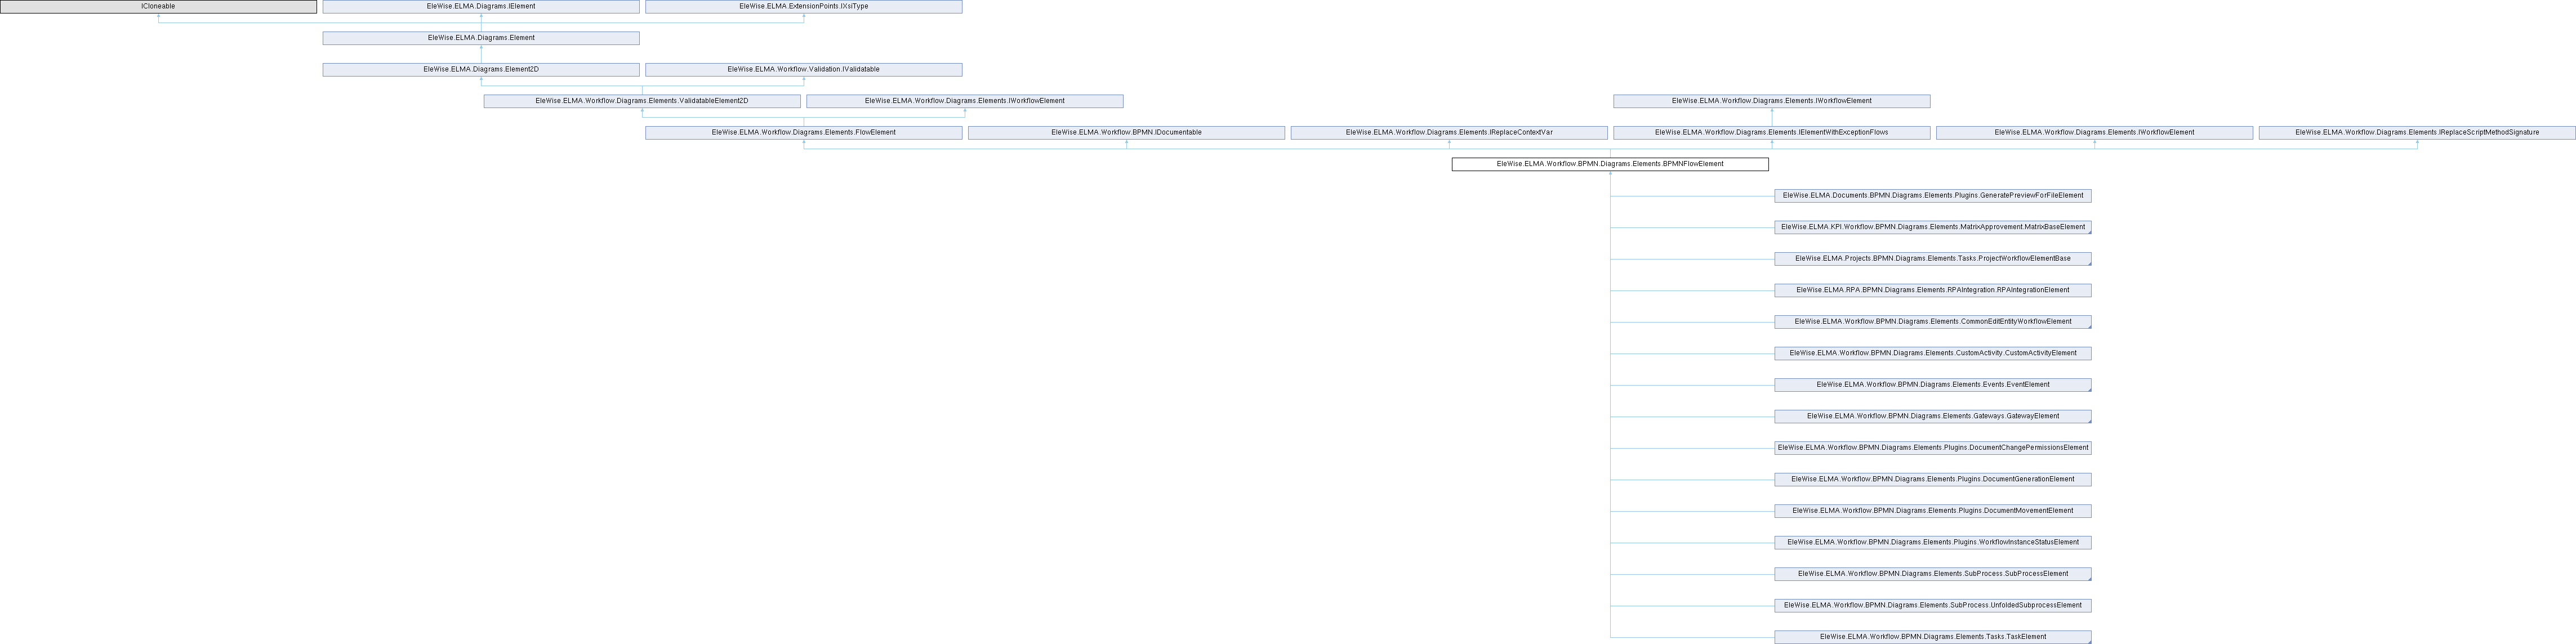 ICloneable
EleWise.ELMA.Diagrams.IElement
EleWise.ELMA.ExtensionPoints.IXsiType
EleWise.ELMA.Diagrams.Element
EleWise.ELMA.Diagrams.Element2D
EleWise.ELMA.Workflow.Validation.IValidatable
EleWise.ELMA.Workflow.Diagrams.Elements.ValidatableElement2D
EleWise.ELMA.Workflow.Diagrams.Elements.IWorkflowElement
EleWise.ELMA.Workflow.Diagrams.Elements.IWorkflowElement
EleWise.ELMA.Workflow.Diagrams.Elements.FlowElement
EleWise.ELMA.Workflow.BPMN.IDocumentable
EleWise.ELMA.Workflow.Diagrams.Elements.IReplaceContextVar
EleWise.ELMA.Workflow.Diagrams.Elements.IElementWithExceptionFlows
EleWise.ELMA.Workflow.Diagrams.Elements.IWorkflowElement
EleWise.ELMA.Workflow.Diagrams.Elements.IReplaceScriptMethodSignature
EleWise.ELMA.Workflow.BPMN.Diagrams.Elements.BPMNFlowElement
EleWise.ELMA.Documents.BPMN.Diagrams.Elements.Plugins.GeneratePreviewForFileElement
EleWise.ELMA.KPI.Workflow.BPMN.Diagrams.Elements.MatrixApprovement.MatrixBaseElement
EleWise.ELMA.Projects.BPMN.Diagrams.Elements.Tasks.ProjectWorkflowElementBase
EleWise.ELMA.RPA.BPMN.Diagrams.Elements.RPAIntegration.RPAIntegrationElement
EleWise.ELMA.Workflow.BPMN.Diagrams.Elements.CommonEditEntityWorkflowElement
EleWise.ELMA.Workflow.BPMN.Diagrams.Elements.CustomActivity.CustomActivityElement
EleWise.ELMA.Workflow.BPMN.Diagrams.Elements.Events.EventElement
EleWise.ELMA.Workflow.BPMN.Diagrams.Elements.Gateways.GatewayElement
EleWise.ELMA.Workflow.BPMN.Diagrams.Elements.Plugins.DocumentChangePermissionsElement
EleWise.ELMA.Workflow.BPMN.Diagrams.Elements.Plugins.DocumentGenerationElement
EleWise.ELMA.Workflow.BPMN.Diagrams.Elements.Plugins.DocumentMovementElement
EleWise.ELMA.Workflow.BPMN.Diagrams.Elements.Plugins.WorkflowInstanceStatusElement
EleWise.ELMA.Workflow.BPMN.Diagrams.Elements.SubProcess.SubProcessElement
EleWise.ELMA.Workflow.BPMN.Diagrams.Elements.SubProcess.UnfoldedSubprocessElement
EleWise.ELMA.Workflow.BPMN.Diagrams.Elements.Tasks.TaskElement